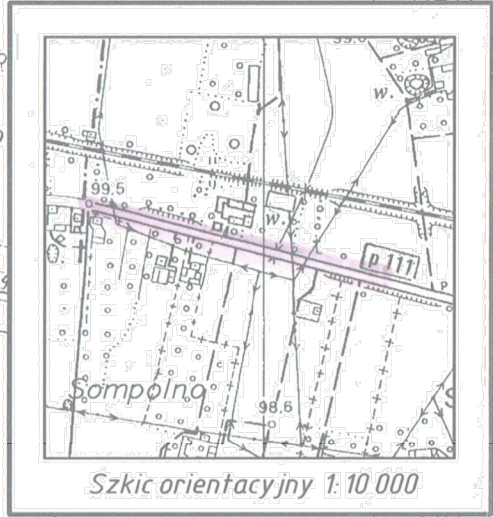 w.
99,5
w.
P 111
P
Sompolno
98,6
S
Szkic orientacyjny 1:10 000